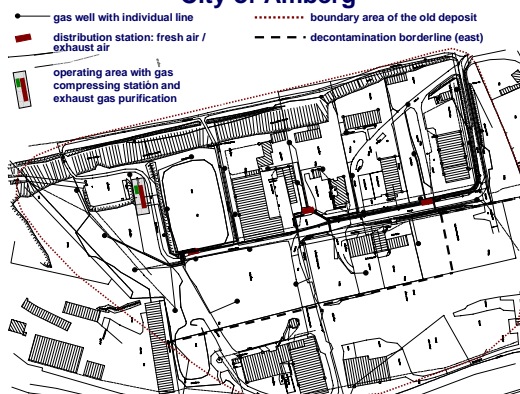 City of Amberg
gas well with individual line
boundary area of the old deposit
distribution station: fresh air /
exhaust air
decontamination borderline (east)
operating area with gas
compressing station and
exhaust gas purification